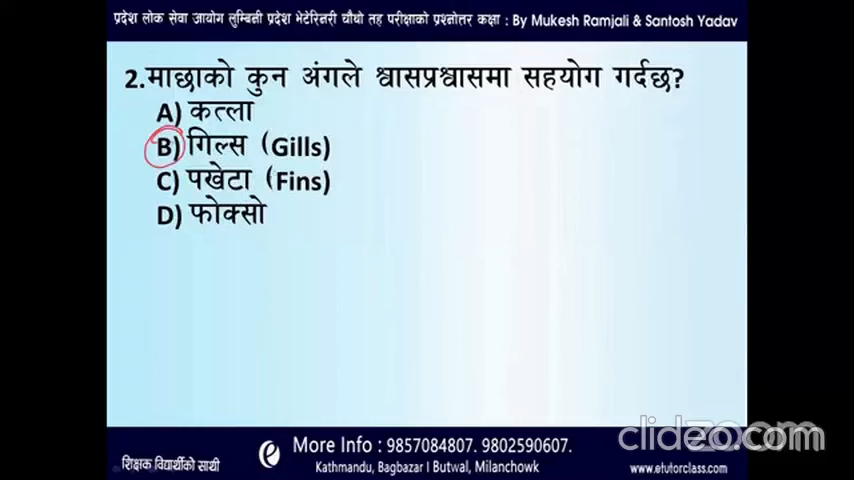 प्रदेश लोक सेवा आयोग लुम्बिनी प्रदेश भेटेरिनरी चौथो तह परीक्षाको प्रश्नोतर कक्षा : By Mukesh Ramjali & Santosh Yadav
2.माछाको कुन अंगले श्वासप्रश्वासमा सहयोग गर्दछ?
A) कत्ला
B) गिल्स (Gills)
C) पखेटा (Fins)
D) फोक्सो
शिक्षक विद्यार्थीको साथी
More Info : 9857084807. 9802590607.
Kathmandu, Bagbazar I Butwal, Milanchowk
clideo.com
zoom
www.etutorclass.com